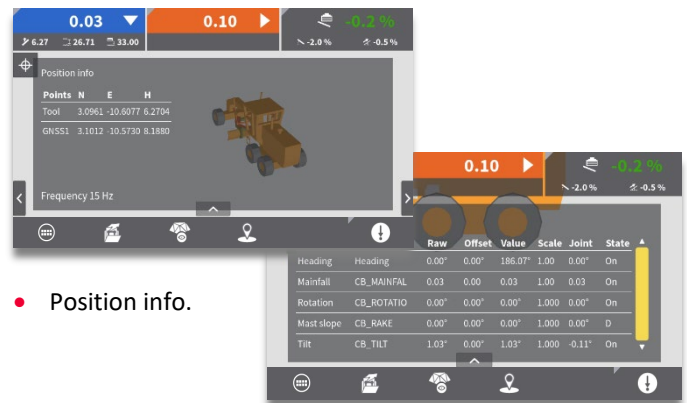 0.03 0.10 -0.2 %
6.27 26.71 33.00 -2.0 % -0.5 %
Position info
Points N E H
Tool 3.0961 -10.6077 6.2704
GNSS1 3.1012 -10.5730 8.1880
Frequency 15 Hz
• Position info.
0.10 -0.2 %
-2.0 % -0.5 %
Raw Offset Value Scale Joint State
Heading Heading 0.00° 0.00° 186.07° 1.00 0.00° On
Mainfall CB_MAINFAL 0.03 0.00 0.03 1.00 0.03 On
Rotation CB_ROTATIO 0.00° 0.00° 0.00° 1.000 0.00° On
Mast slope CB_RAKE 0.00° 0.00° 0.00° 1.000 0.00° D
Tilt CB_TILT 1.03° 0.00° 1.03° 1.000 -0.11° On